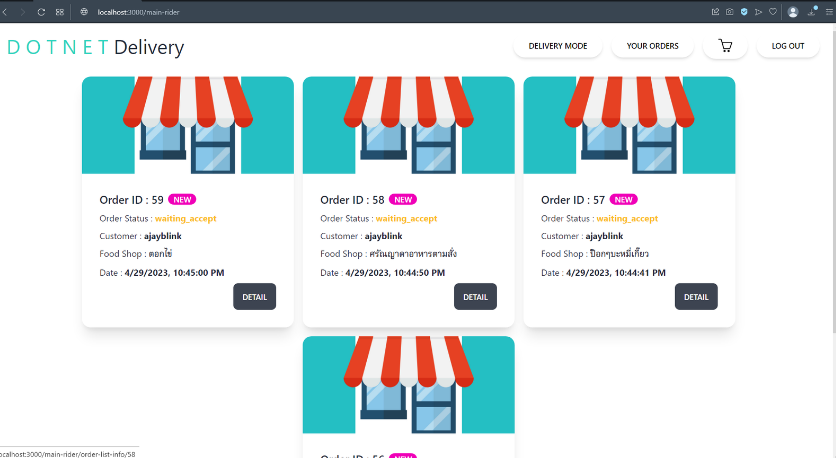 localhost:3000/main-rider
DOTNET Delivery
DELIVERY MODE
YOUR ORDERS
LOG OUT
Order ID : 59 NEW
Order Status : waiting_accept
Customer : ajayblink
Food Shop : ตอกไข่
Date : 4/29/2023, 10:45:00 PM
DETAIL
Order ID : 58 NEW
Order Status : waiting_accept
Customer : ajayblink
Food Shop : ศรัณญาดาอาหารตามสั่ง
Date : 4/29/2023, 10:44:50 PM
DETAIL
Order ID : 57 NEW
Order Status : waiting_accept
Customer : ajayblink
Food Shop : ป๊อกๆบะหมี่เกี๊ยว
Date : 4/29/2023, 10:44:41 PM
DETAIL
Order ID : 56 NEW
ocalhost:3000/main-rider/order-list-info/58